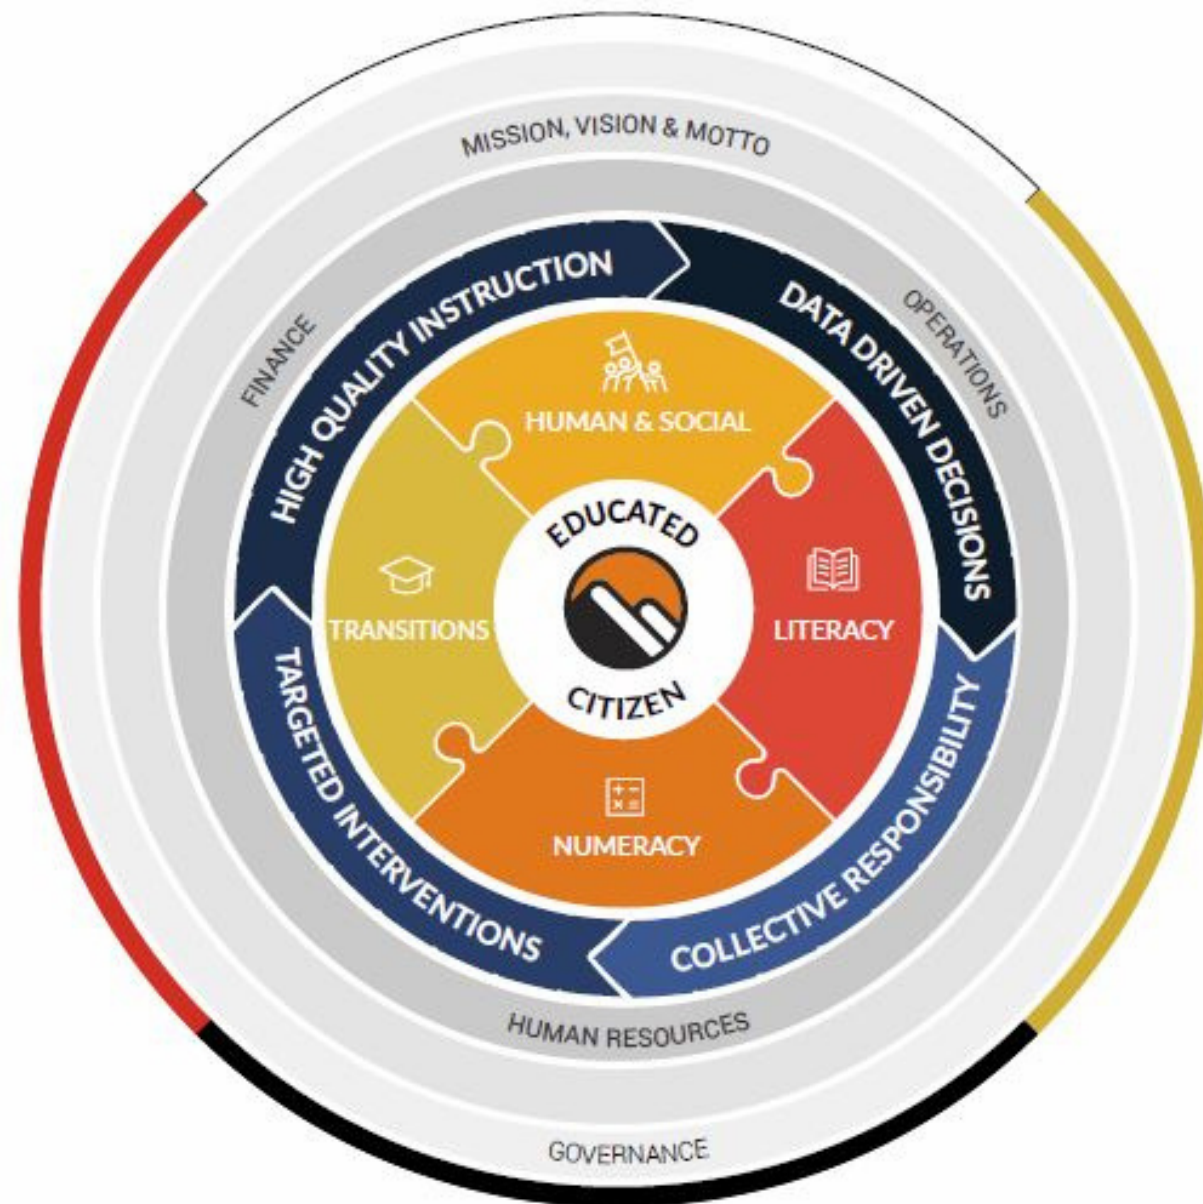 MISSION, VISION & MOTTO
FINANCE
OPERATIONS
HIGH QUALITY INSTRUCTION
DATA DRIVEN DECISIONS
HUMAN & SOCIAL
EDUCATED
CITIZEN
TRANSITIONS
LITERACY
NUMERACY
TARGETED INTERVENTIONS
COLLECTIVE RESPONSIBILITY
HUMAN RESOURCES
GOVERNANCE